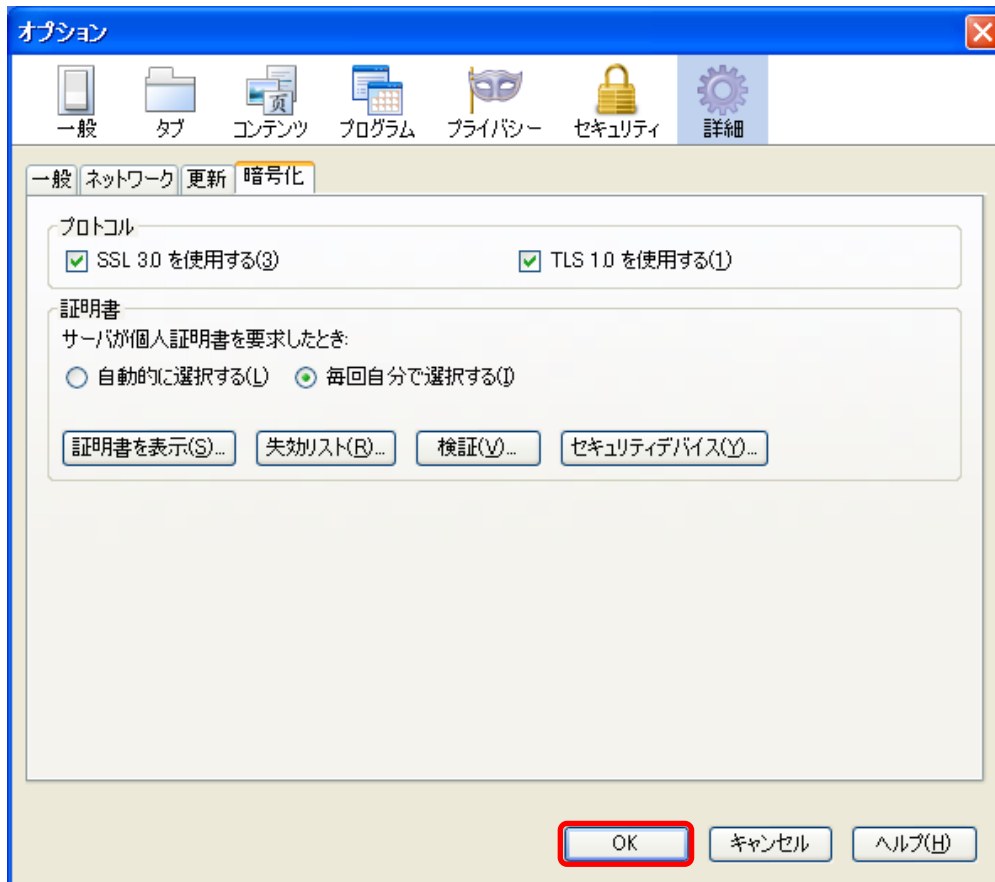 オプション
一般 タブ コンテンツ プログラム プライバシー セキュリティ 詳細
一般 ネットワーク 更新 暗号化
プロトコル
SSL 3.0 を使用する(3) TLS 1.0 を使用する(1)
証明書
サーバが個人証明書を要求したとき:
自動的に選択する(L) 毎回自分で選択する(I)
証明書を表示(S)... 失効リスト(R)... 検証(V)... セキュリティデバイス(Y)...
OK キャンセル ヘルプ(H)